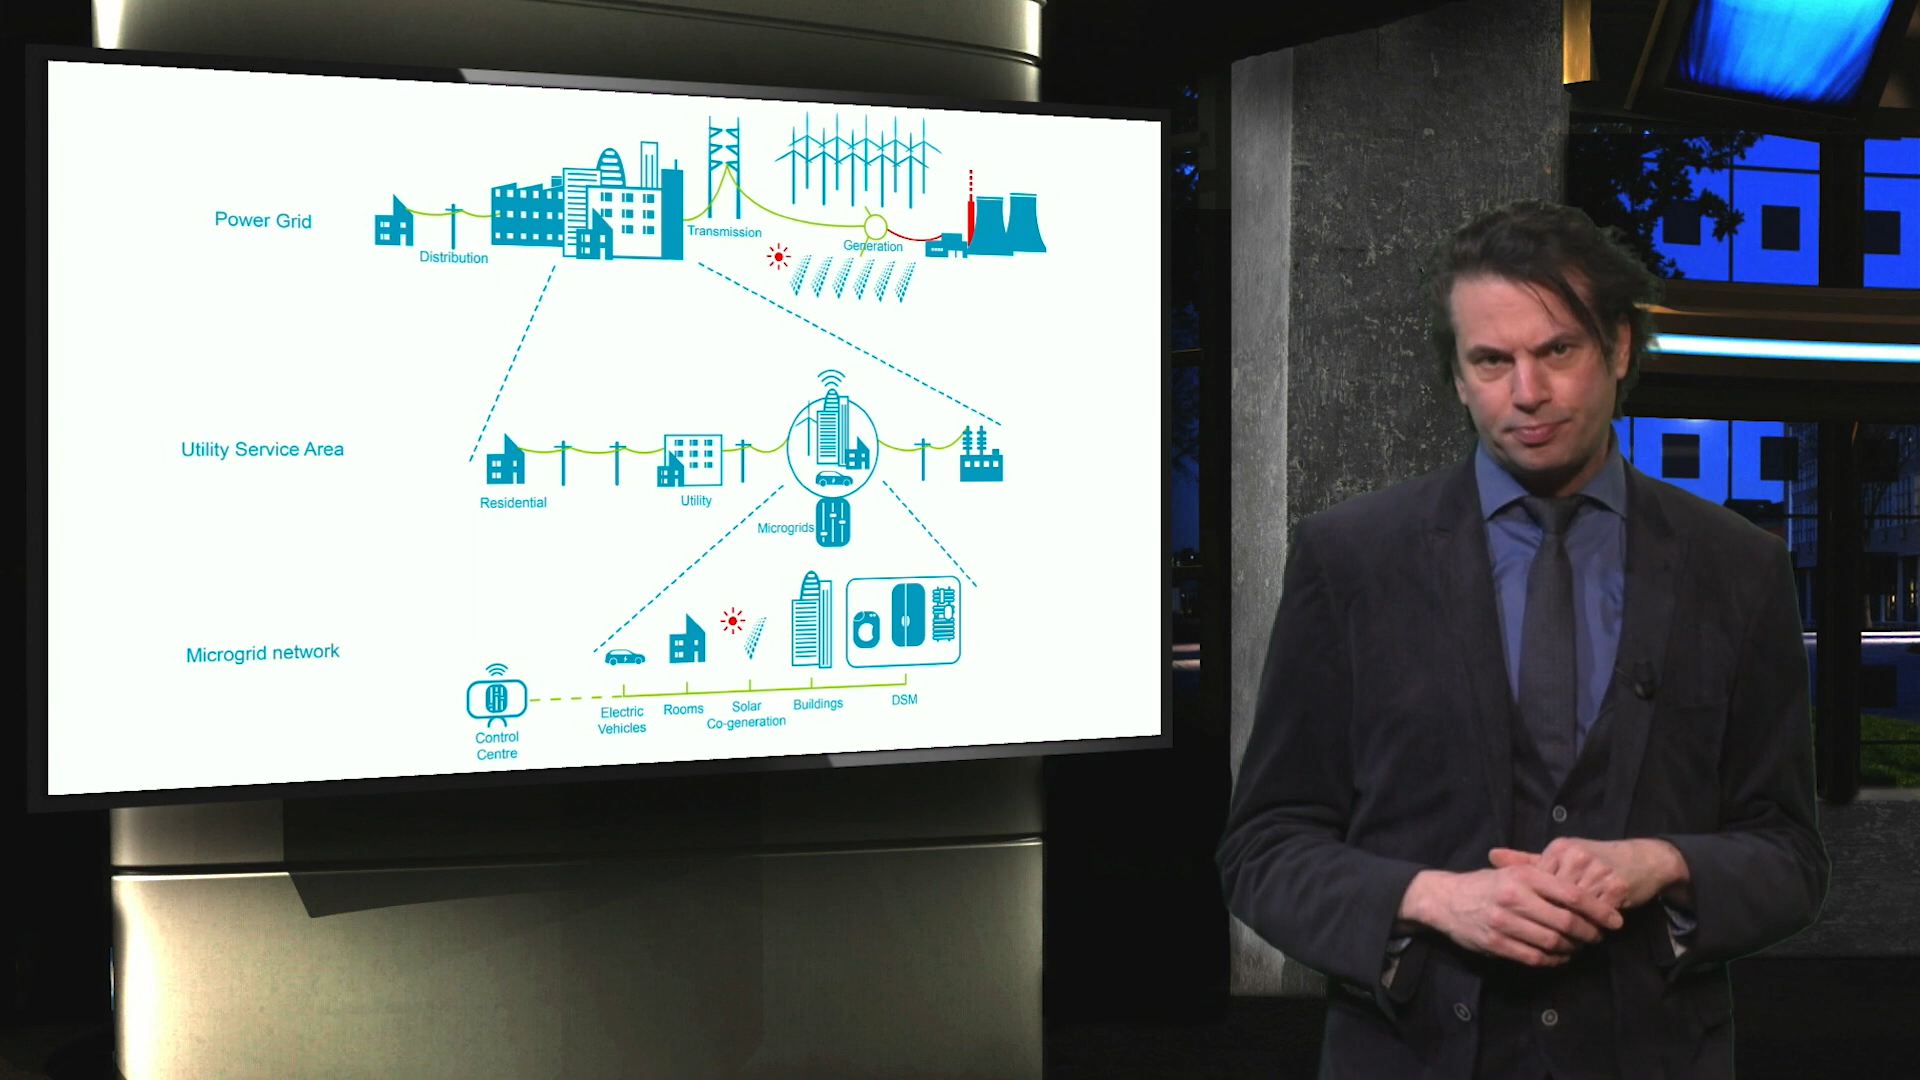 Power Grid
Distribution
Transmission
Generation
Utility Service Area
Residential
Utility
Microgrids
Microgrid network
Control
Centre
Electric
Vehicles
Rooms
Solar
Co-generation
Buildings
DSM